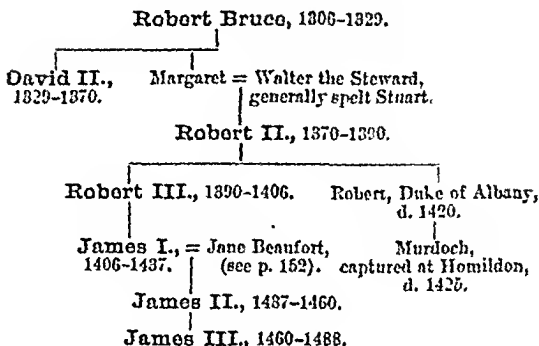 Robert Bruce, 1306-1329.
David II., Margaret = Walter the Steward,
1329-1370. generally spelt Stuart.
Robert II., 1370-1390.
Robert III., 1390-1406. Robert, Duke of Albany,
d. 1420.
James I., = Jane Beaufort, Murdoch,
1406-1437. (see p. 152). captured at Homildon,
d. 1425.
James II., 1437-1460.
James III., 1460-1488.